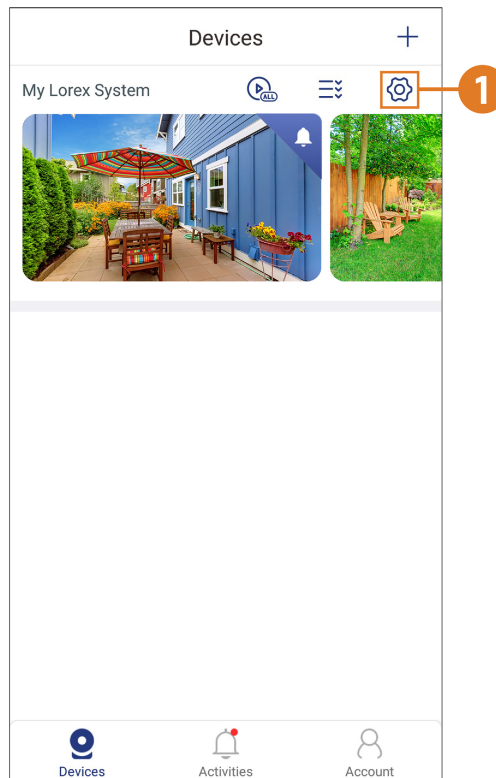 Devices
My Lorex System
ALL
1
Devices
Activities
Account